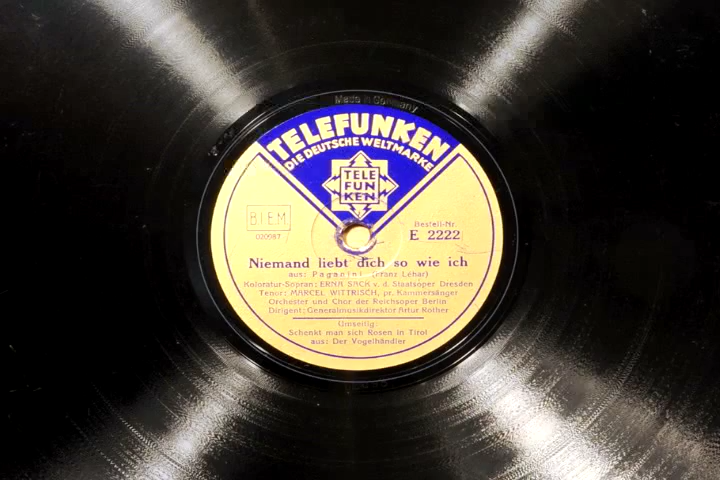 Made in Germany
TELEFUNKEN
DIE DEUTSCHE WELTMARKE
TELE
FUN
KEN
BIEM
Bestell-Nr.
E 2222
Niemand liebt dich so wie ich
aus: Paganini (Franz Léhar)
Koloratur-Sopran: ERNA SACK v. d. Staatsoper Dresden
Tenor: MARCEL WITTRISCH, pr. Kammersänger
Orchester und Chor der Reichsoper Berlin
Dirigent: Generalmusikdirektor Artur Rother
Umseitig
Schenkt man sich Rosen in Tirol
aus: Der Vogelhändler